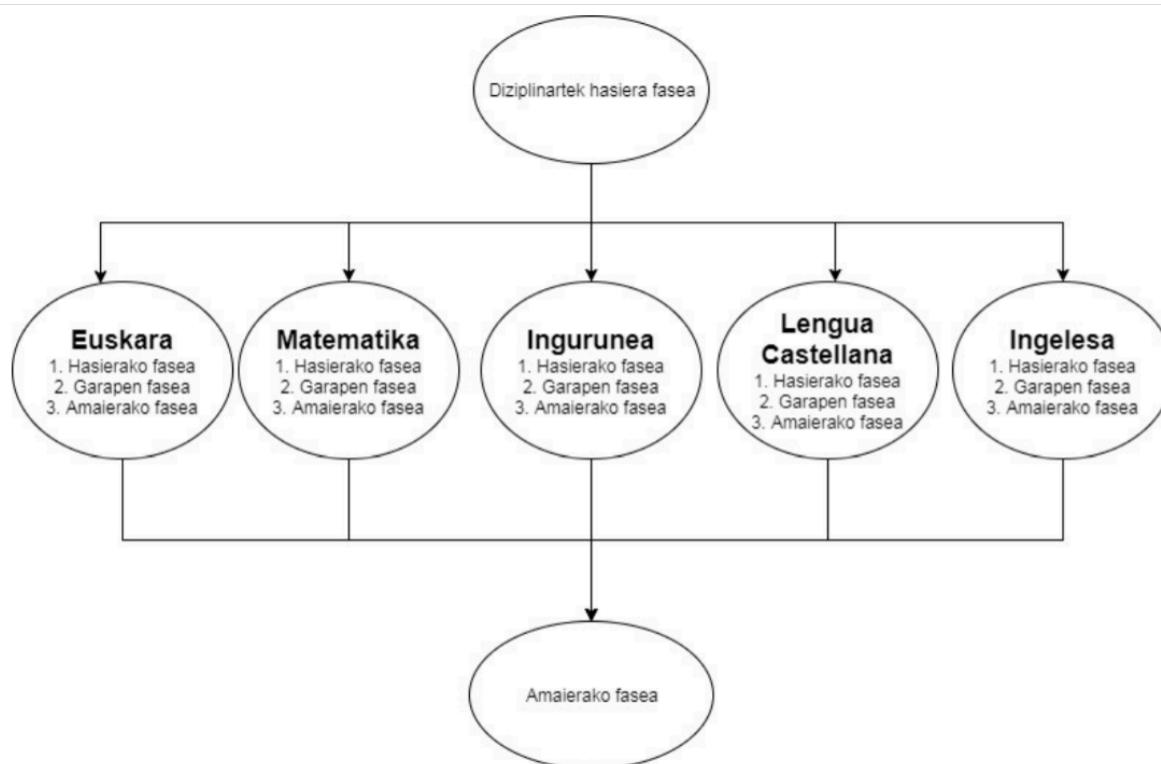 Diziplinartek hasiera fasea
Euskara
1. Hasierako fasea
2. Garapen fasea
3. Amaierako fasea
Matematika
1. Hasierako fasea
2. Garapen fasea
3. Amaierako fasea
Ingurunea
1. Hasierako fasea
2. Garapen fasea
3. Amaierako fasea
Lengua
Castellana
1. Hasierako fasea
2. Garapen fasea
3. Amaierako fasea
Ingelesa
1. Hasierako fasea
2. Garapen fasea
3. Amaierako fasea
Amaierako fasea